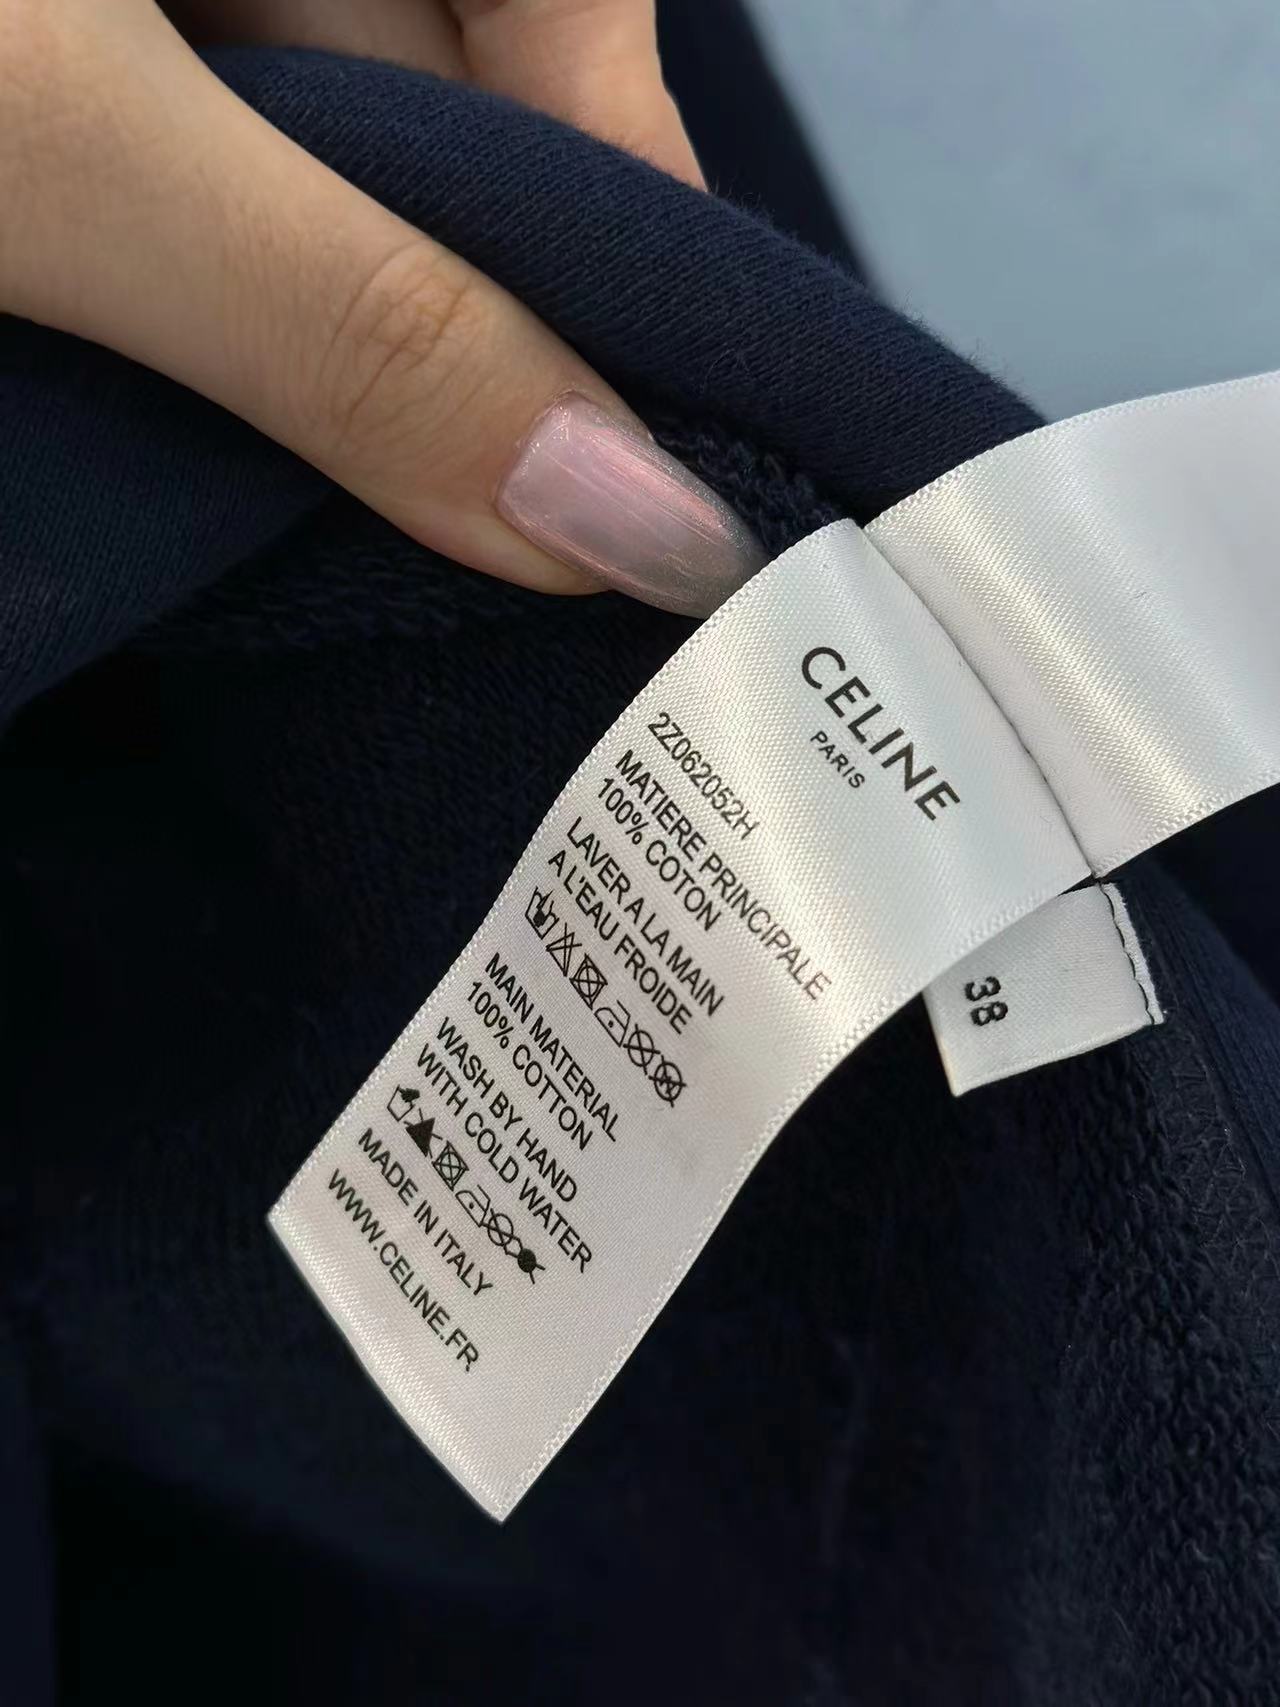 CELINE
PARIS
2Z062052H
MATIERE PRINCIPALE
100% COTON
LAVER A LA MAIN
A L'EAU FROIDE
MAIN MATERIAL
100% COTTON
WASH BY HAND
WITH COLD WATER
MADE IN ITALY
WWW.CELINE.FR
38